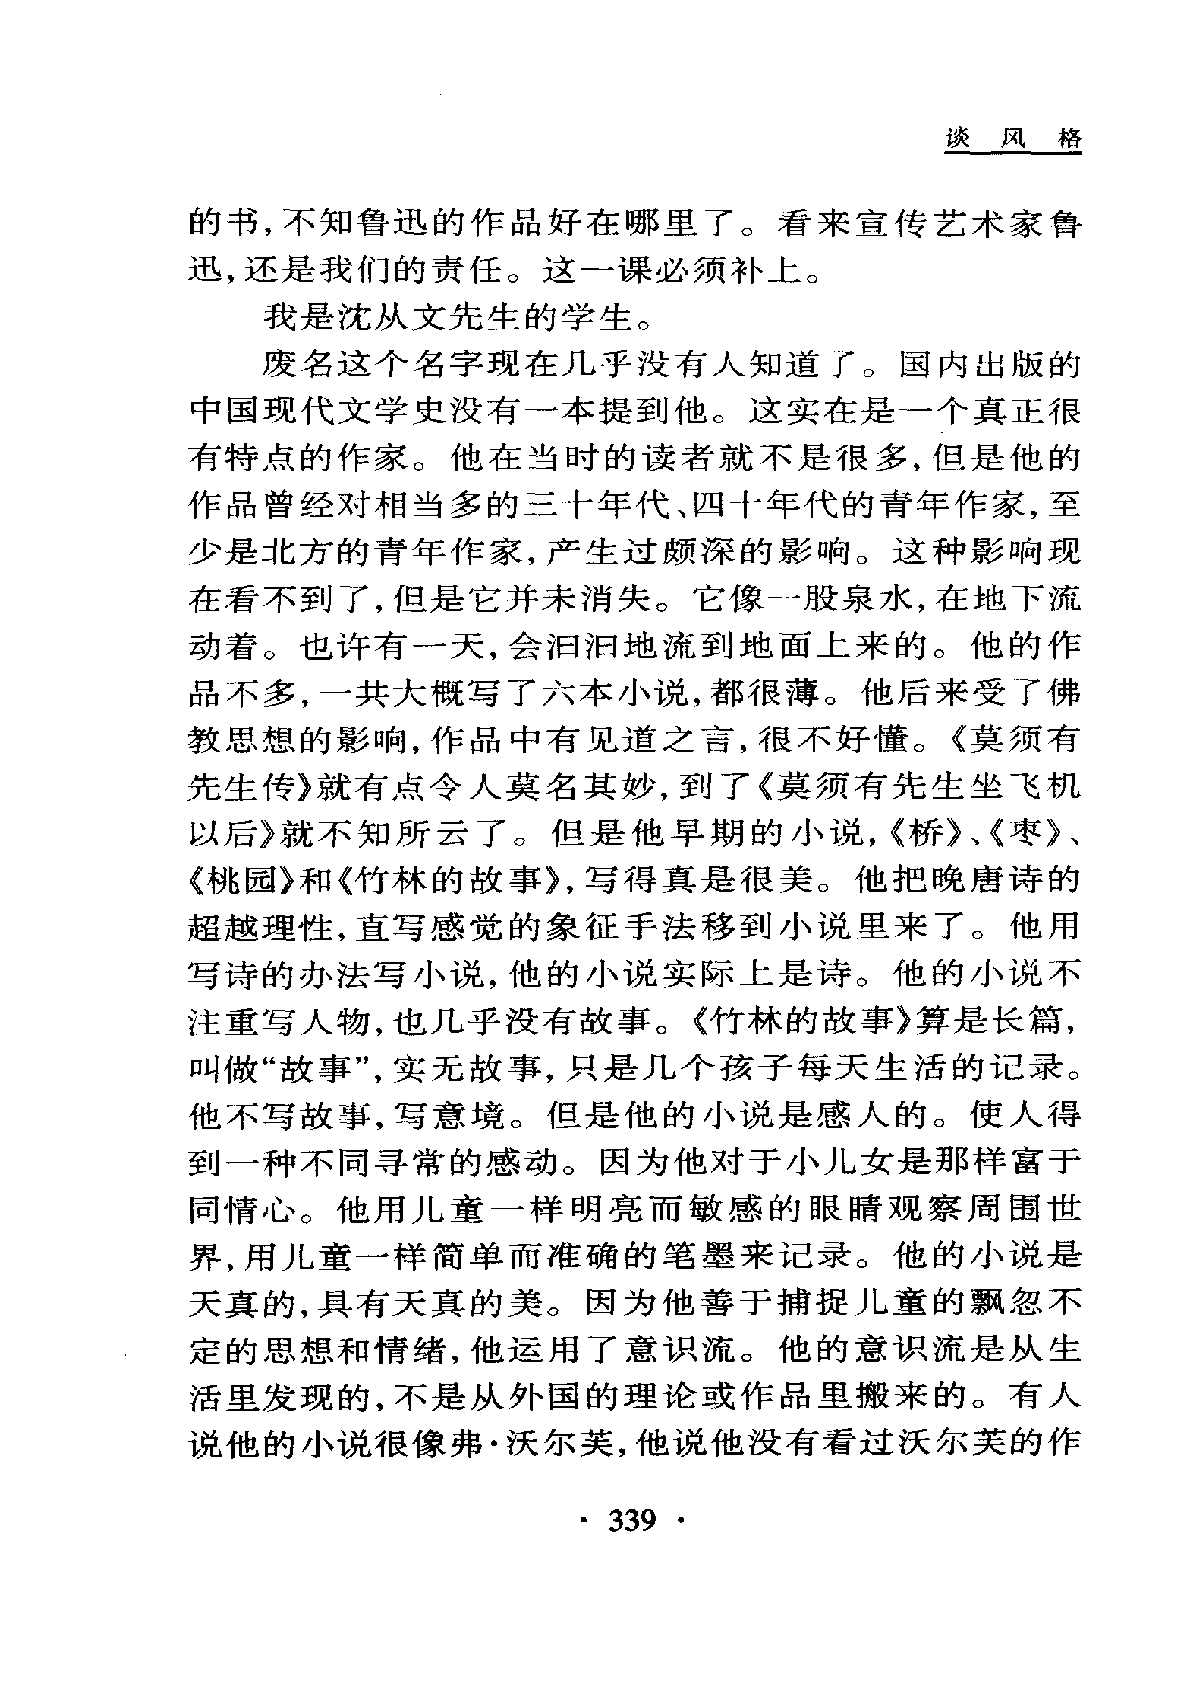 谈风格
的书,不知鲁迅的作品好在哪里了。看来宣传艺术家鲁
迅,还是我们的责任。这一课必须补上。
我是沈从文先生的学生。
废名这个名字现在几乎没有人知道了。国内出版的
中国现代文学史没有一本提到他。这实在是一个真正很
有特点的作家。他在当时的读者就不是很多,但是他的
作品曾经对相当多的三十年代、四十年代的青年作家,至
少是北方的青年作家,产生过颇深的影响。这种影响现
在看不到了,但是它并未消失。它像一股泉水,在地下流
动着。也许有一天,会汩汩地流到地面上来的。他的作
品不多,一共大概写了六本小说,都很薄。他后来受了佛
教思想的影响,作品中有见道之言,很不好懂。《莫须有
先生传》就有点令人莫名其妙,到了《莫须有先生坐飞机
以后》就不知所云了。但是他早期的小说,《桥》、《枣》、
《桃园》和《竹林的故事》,写得真是很美。他把晚唐诗的
超越理性,直写感觉的象征手法移到小说里来了。他用
写诗的办法写小说,他的小说实际上是诗。他的小说不
注重写人物,也几乎没有故事。《竹林的故事》算是长篇,
叫做“故事”,实无故事,只是几个孩子每天生活的记录。
他不写故事,写意境。但是他的小说是感人的。使人得
到一种不同寻常的感动。因为他对于小儿女是那样富于
同情心。他用儿童一样明亮而敏感的眼睛观察周围世
界,用儿童一样简单而准确的笔墨来记录。他的小说是
天真的,具有天真的美。因为他善于捕捉儿童的飘忽不
定的思想和情绪,他运用了意识流。他的意识流是从生
活里发现的,不是从外国的理论或作品里搬来的。有人
说他的小说很像弗·沃尔芙,他说他没有看过沃尔芙的作
· 339 ·